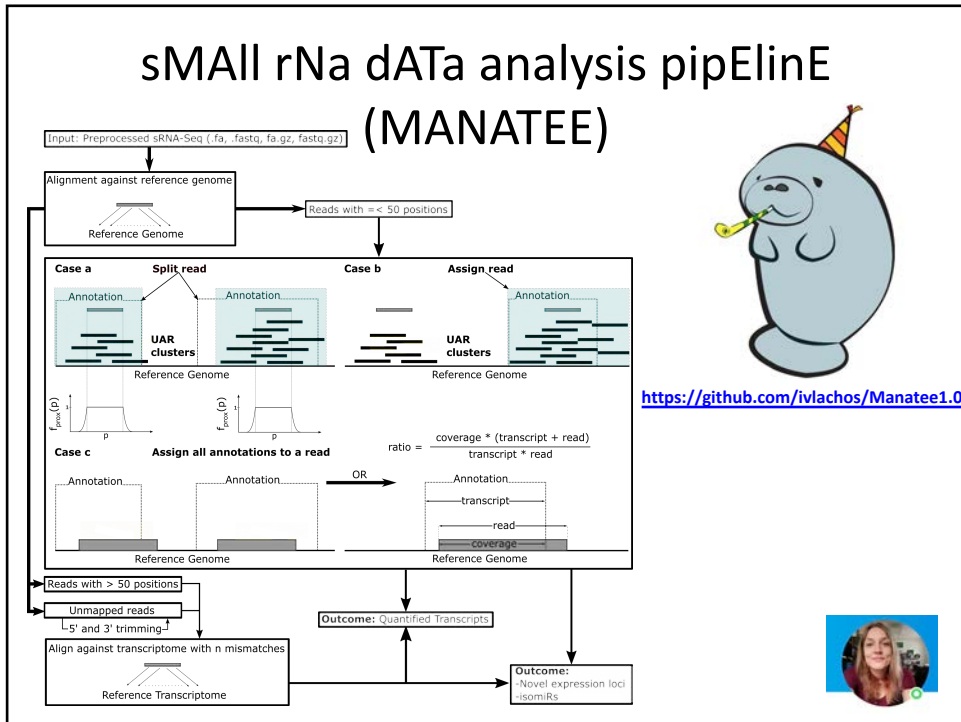 sMAll rNa dATa analysis pipElinE
(MANATEE)
Input: Preprocessed sRNA-Seq (.fa, .fastq, fa.gz, fastq.gz)
Alignment against reference genome
Reference Genome
Reads with =< 50 positions
Case a
Split read
Case b
Assign read
Annotation
Annotation
Annotation
UAR
clusters
UAR
clusters
Reference Genome
Reference Genome
https://github.com/ivlachos/Manatee1.0
f_prox(p)
1
p
f_prox(p)
1
p
ratio = coverage * (transcript + read)
transcript * read
Case c
Assign all annotations to a read
Annotation
Annotation
OR
Annotation
transcript
read
coverage
Reference Genome
Reference Genome
Reads with > 50 positions
Unmapped reads
5' and 3' trimming
Outcome: Quantified Transcripts
Align against transcriptome with n mismatches
Reference Transcriptome
Outcome:
-Novel expression loci
-isomiRs